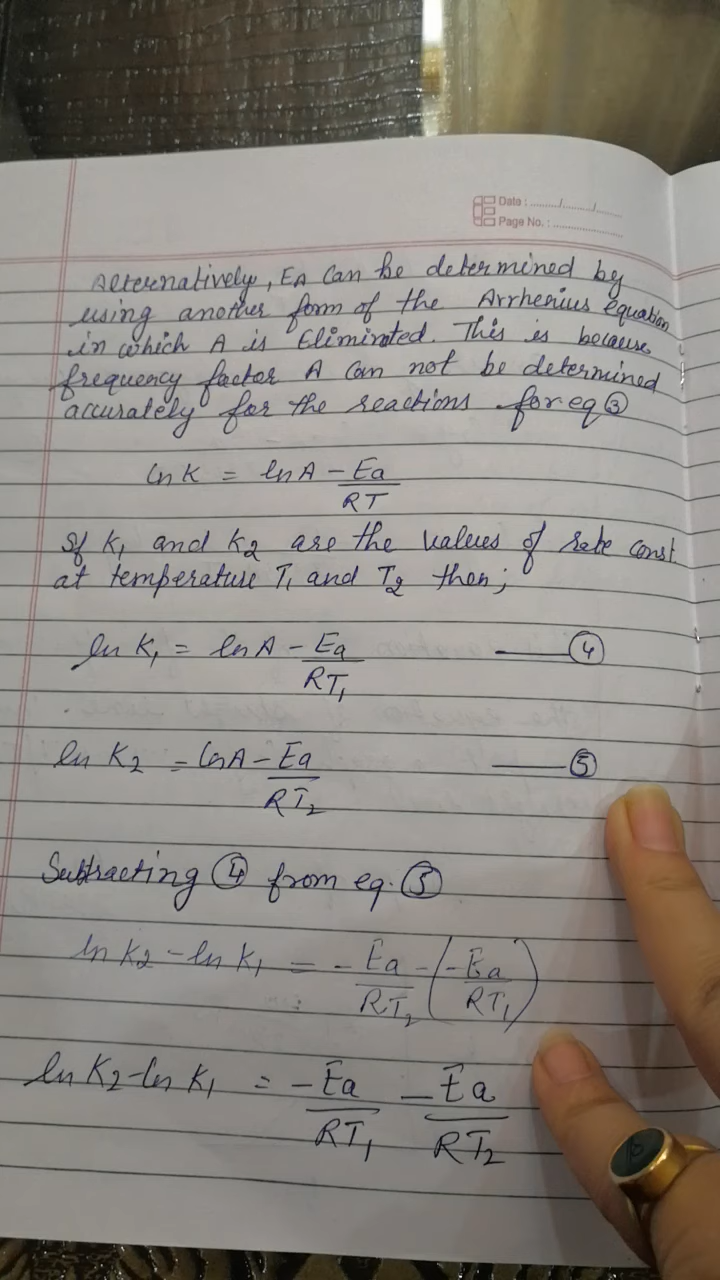 Date : ......../......../........
Page No. : ........................
Alternatively, EA can be determined by
using another form of the Arrhenius equation
in which A is Eliminated. This is because
frequency factor A can not be determined
accurately for the reactions for eq ③
ln K = ln A - Ea/RT
If K₁ and K₂ are the values of rate const.
at temperature T₁ and T₂ then;
ln K₁ = ln A - Ea/RT₁ —— ④
ln K₂ = ln A - Ea/RT₂ —— ⑤
Subtracting ④ from eq. ⑤
ln K₂ - ln K₁ = - Ea/RT₂ - (- Ea/RT₁)
ln K₂ - ln K₁ = - Ea/RT₁ - Ea/RT₂